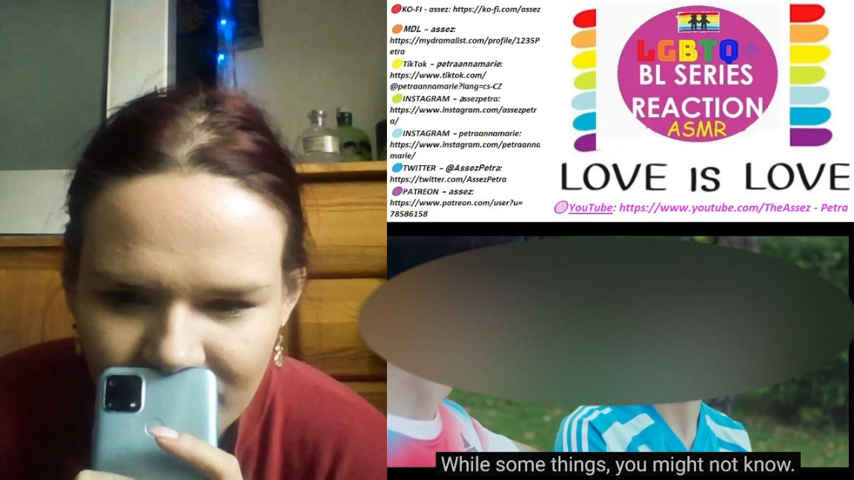 KO-FI - assez: https://ko-fi.com/assez
MDL - assez:
https://mydramalist.com/profile/1235P
etra
TikTok - petraannamarie:
https://www.tiktok.com/
@petraannamarie?lang=cs-CZ
INSTAGRAM - assezpetra:
https://www.instagram.com/assezpetr
a/
INSTAGRAM - petraannamarie:
https://www.instagram.com/petraanna
marie/
TWITTER - @AssezPetra:
https://twitter.com/AssezPetra
PATREON - assez:
https://www.patreon.com/user?u=
78586158
LGBTQ+
BL SERIES
REACTION
ASMR
LOVE IS LOVE
YouTube: https://www.youtube.com/TheAssez - Petra
While some things, you might not know.